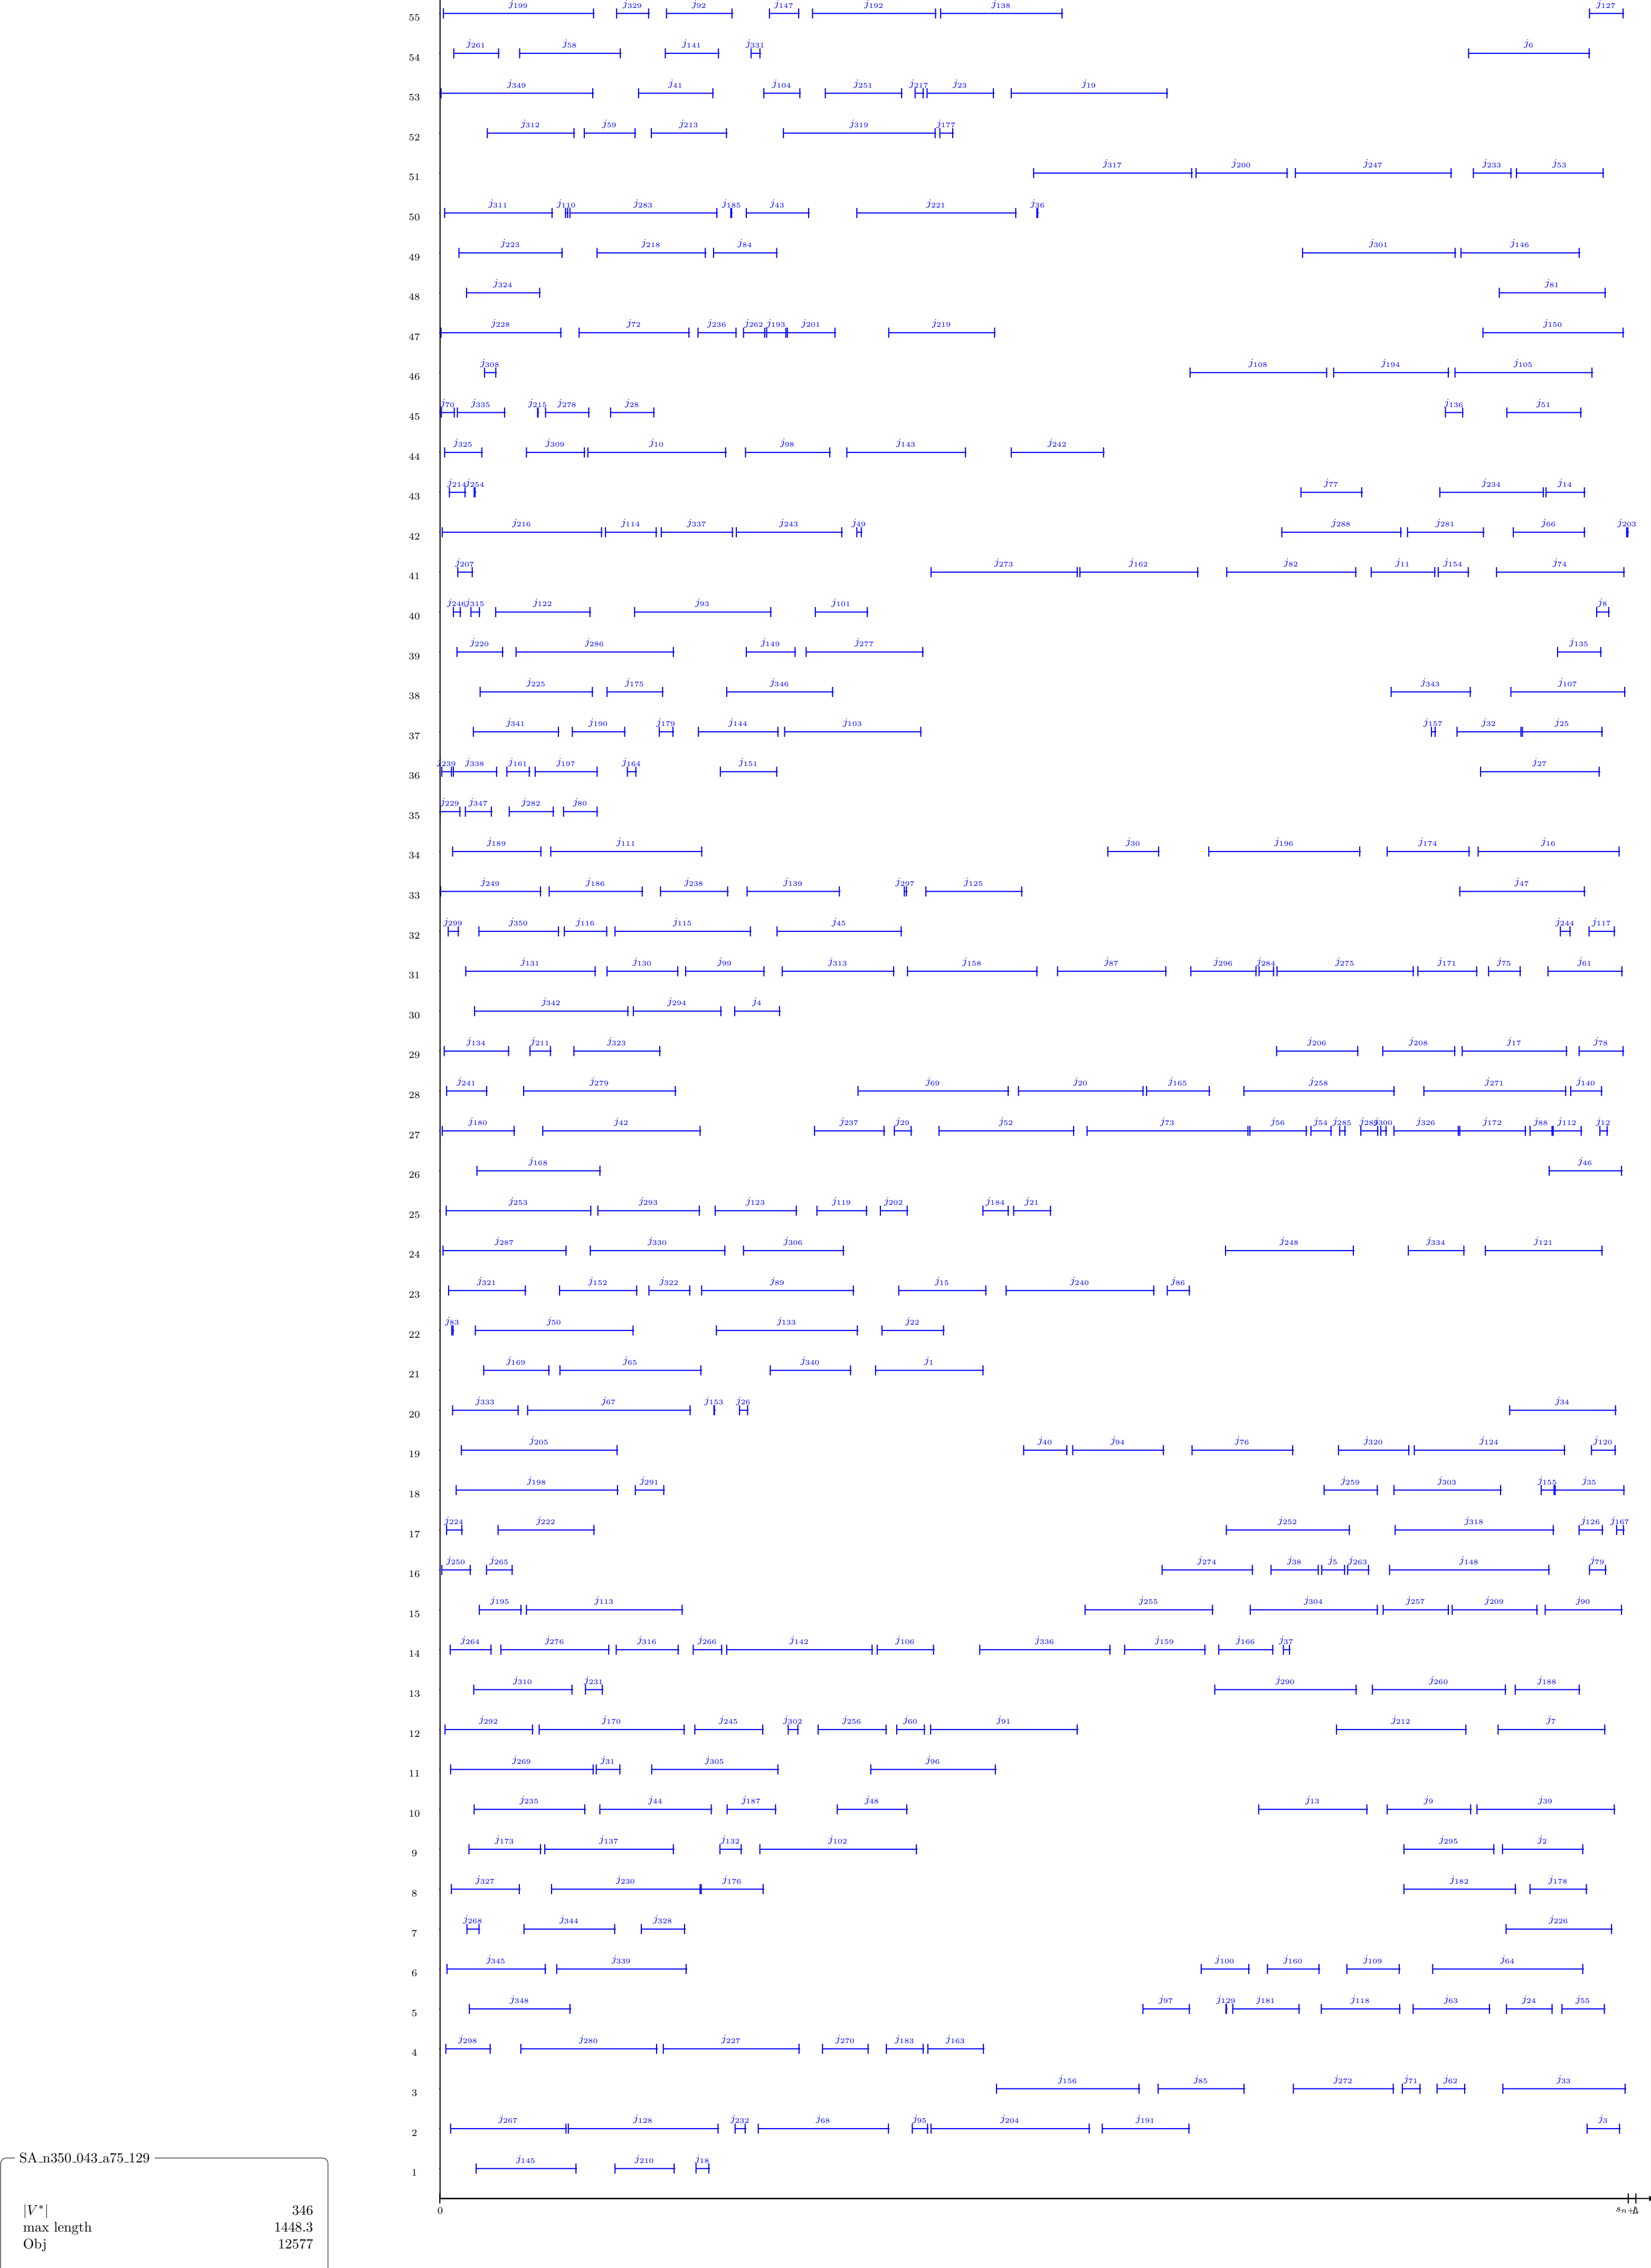 55 j199 j329 j92 j147 j192 j138 j127
54 j261 j58 j141 j331 j6
53 j349 j41 j104 j251 j217 j23 j19
52 j312 j59 j213 j319 j177
51 j317 j200 j247 j233 j53
50 j311 j110 j283 j185 j43 j221 j36
49 j223 j218 j84 j301 j146
48 j324 j81
47 j228 j72 j236 j262 j193 j201 j219 j150
46 j308 j108 j194 j105
45 j70 j335 j215 j278 j28 j136 j51
44 j325 j309 j10 j98 j143 j242
43 j214 j254 j77 j234 j14
42 j216 j114 j337 j243 j49 j288 j281 j66 j203
41 j207 j273 j162 j82 j11 j154 j74
40 j246 j315 j122 j93 j101 j8
39 j220 j286 j149 j277 j135
38 j225 j175 j346 j343 j107
37 j341 j190 j179 j144 j103 j157 j32 j25
36 j239 j338 j161 j197 j164 j151 j27
35 j229 j347 j282 j80
34 j189 j111 j30 j196 j174 j16
33 j249 j186 j238 j139 j297 j125 j47
32 j299 j350 j116 j115 j45 j244 j117
31 j131 j130 j99 j313 j158 j87 j296 j284 j275 j171 j75 j61
30 j342 j294 j4
29 j134 j211 j323 j206 j208 j17 j78
28 j241 j279 j69 j20 j165 j258 j271 j140
27 j180 j42 j237 j29 j52 j73 j56 j54 j285 j300 j326 j172 j88 j112 j12
26 j168 j46
25 j253 j293 j123 j119 j202 j184 j21
24 j287 j330 j306 j248 j334 j121
23 j321 j152 j322 j89 j15 j240 j86
22 j83 j50 j133 j22
21 j169 j65 j340 j1
20 j333 j67 j153 j26 j34
19 j205 j40 j94 j76 j320 j124 j120
18 j198 j291 j259 j303 j155 j35
17 j224 j222 j252 j318 j126 j167
16 j250 j265 j274 j38 j5 j263 j148 j79
15 j195 j113 j255 j304 j257 j209 j90
14 j264 j276 j316 j266 j142 j106 j336 j159 j166 j37
13 j310 j231 j290 j260 j188
12 j292 j170 j245 j302 j256 j60 j91 j212 j7
11 j269 j31 j305 j96
10 j235 j44 j187 j48 j13 j9 j39
9 j173 j137 j132 j102 j295 j2
8 j327 j230 j176 j182 j178
7 j268 j344 j328 j226
6 j345 j339 j100 j160 j109 j64
5 j348 j97 j129 j181 j118 j63 j24 j55
4 j298 j280 j227 j270 j183 j163
3 j156 j85 j272 j71 j62 j33
2 j267 j128 j232 j68 j95 j204 j191 j3
1 j145 j210 j18
0
SA_n350_043_a75_129
|V*| 346
max length 1448.3
Obj 12577